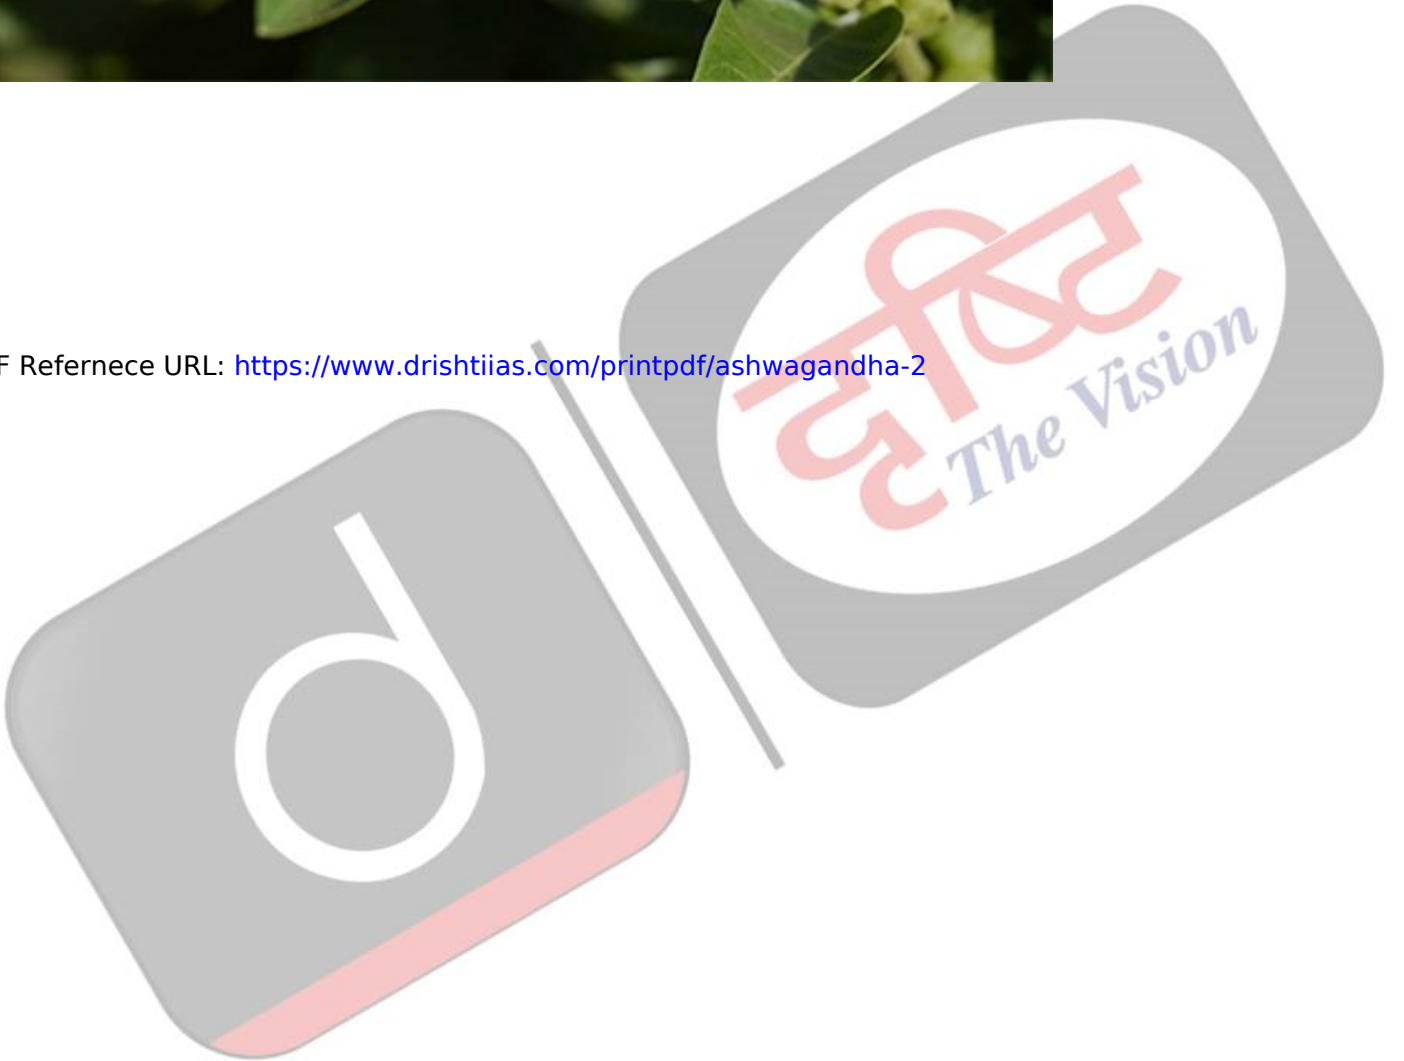 F Refernece URL: https://www.drishtiias.com/printpdf/ashwagandha-2
दृष्टि
The Vision
d